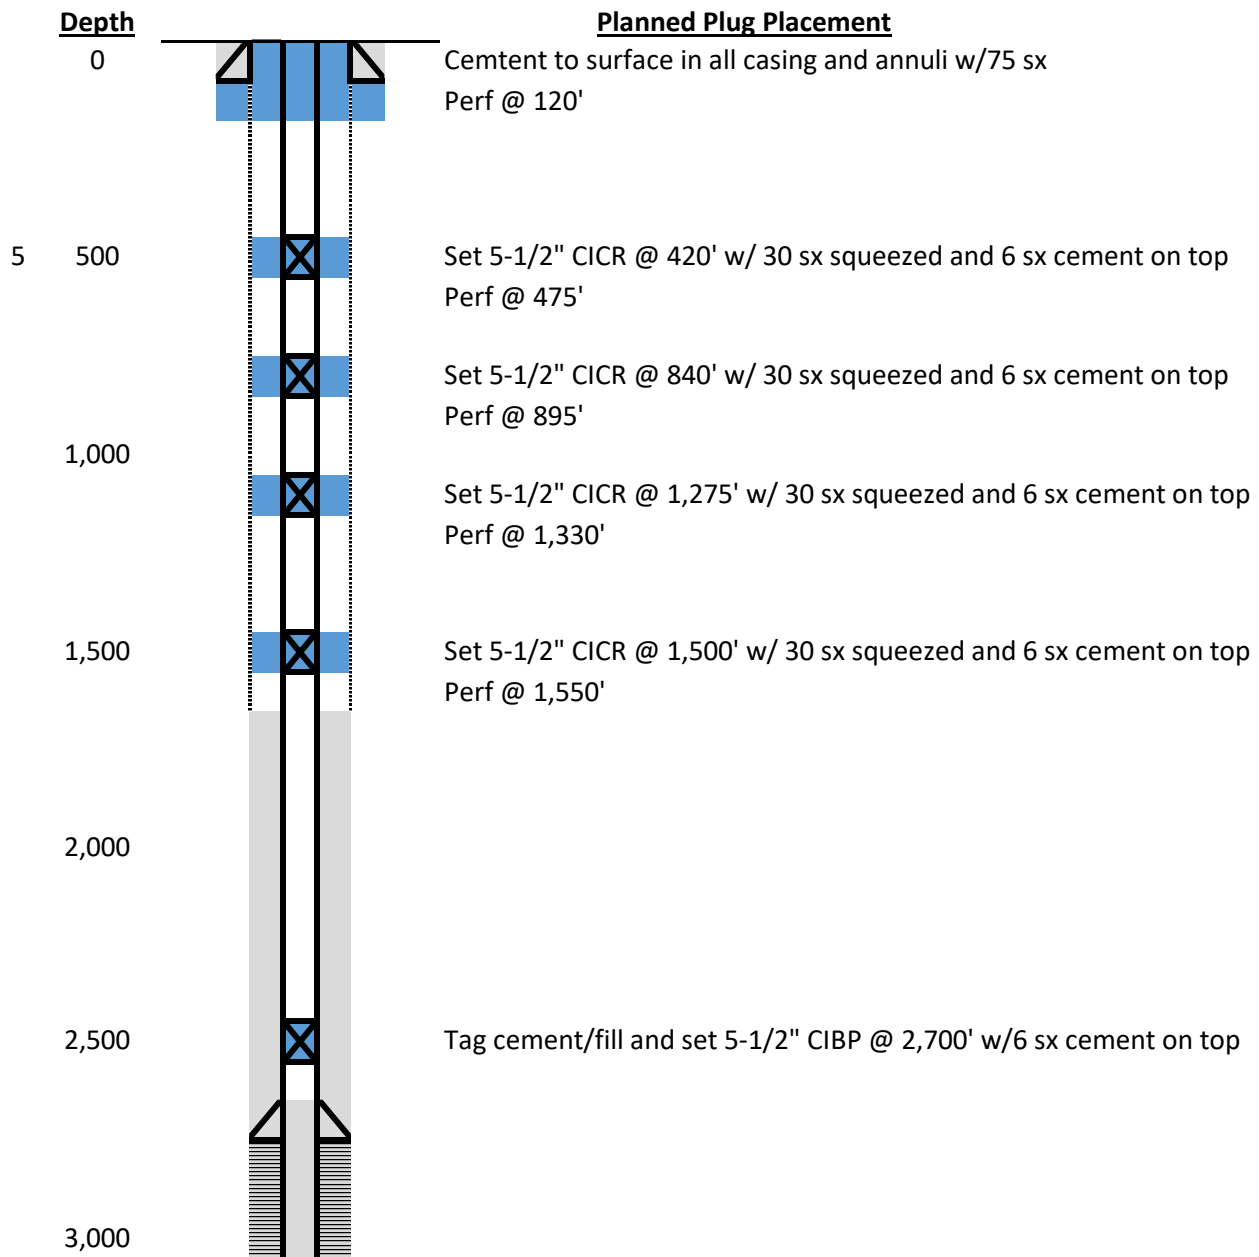 Depth Planned Plug Placement
0 Cemtent to surface in all casing and annuli w/75 sx
Perf @ 120'
5 500 Set 5-1/2" CICR @ 420' w/ 30 sx squeezed and 6 sx cement on top
Perf @ 475'
Set 5-1/2" CICR @ 840' w/ 30 sx squeezed and 6 sx cement on top
Perf @ 895'
1,000
Set 5-1/2" CICR @ 1,275' w/ 30 sx squeezed and 6 sx cement on top
Perf @ 1,330'
1,500 Set 5-1/2" CICR @ 1,500' w/ 30 sx squeezed and 6 sx cement on top
Perf @ 1,550'
2,000
2,500 Tag cement/fill and set 5-1/2" CIBP @ 2,700' w/6 sx cement on top
3,000